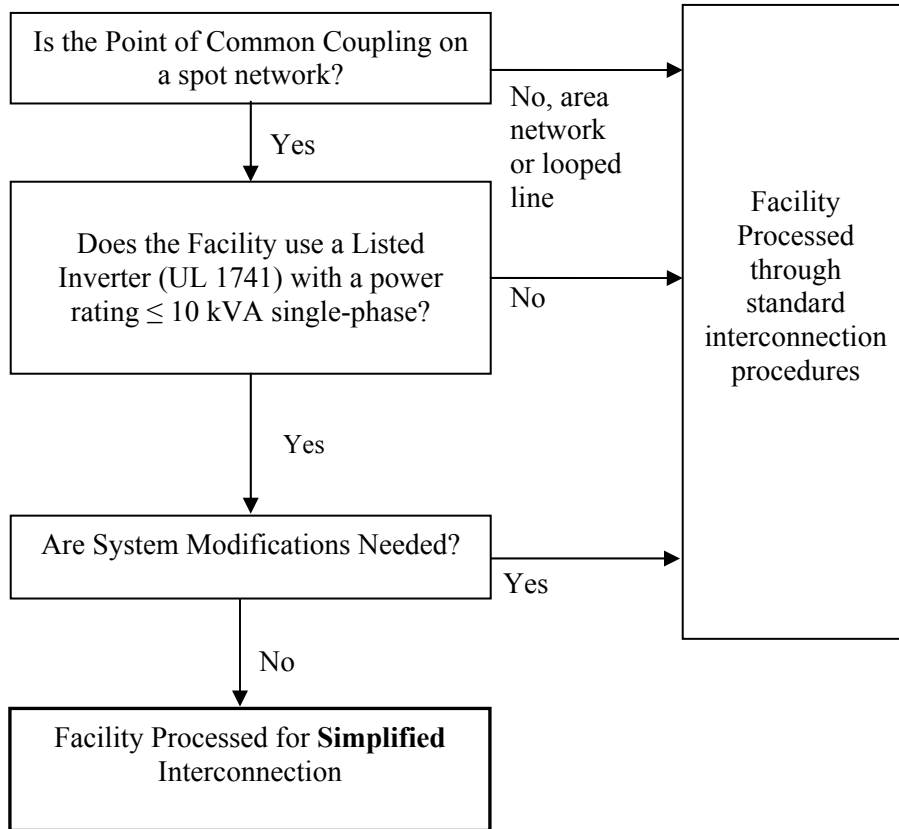 Is the Point of Common Coupling on
a spot network?
No, area
network
or looped
line
Yes
Does the Facility use a Listed
Inverter (UL 1741) with a power
rating ≤ 10 kVA single-phase?
No
Yes
Are System Modifications Needed?
Yes
No
Facility Processed for Simplified
Interconnection
Facility
Processed
through
standard
interconnection
procedures